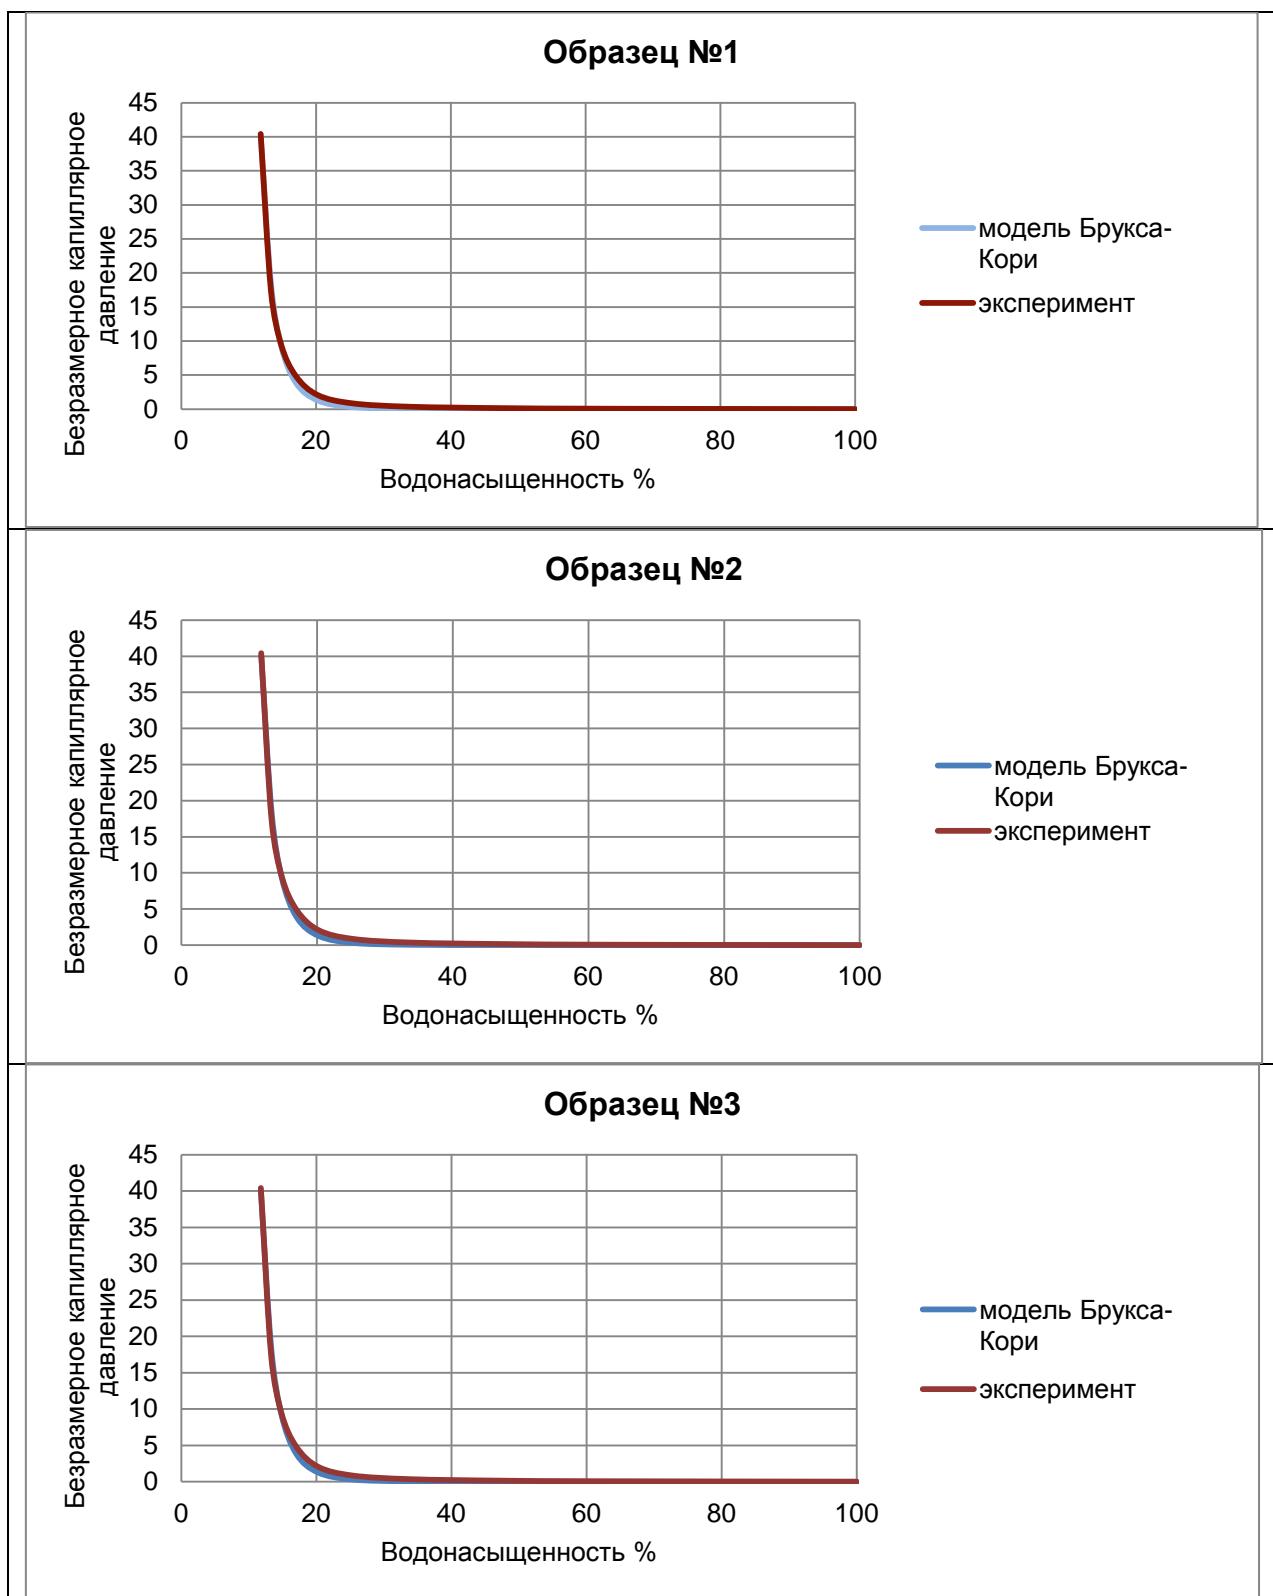 Образец №1
Безразмерное капиллярное
давление
45
40
35
30
25
20
15
10
5
0
0 20 40 60 80 100
Водонасыщенность %
модель Брукса-
Кори
эксперимент
Образец №2
Безразмерное капиллярное
давление
45
40
35
30
25
20
15
10
5
0
0 20 40 60 80 100
Водонасыщенность %
модель Брукса-
Кори
эксперимент
Образец №3
Безразмерное капиллярное
давление
45
40
35
30
25
20
15
10
5
0
0 20 40 60 80 100
Водонасыщенность %
модель Брукса-
Кори
эксперимент